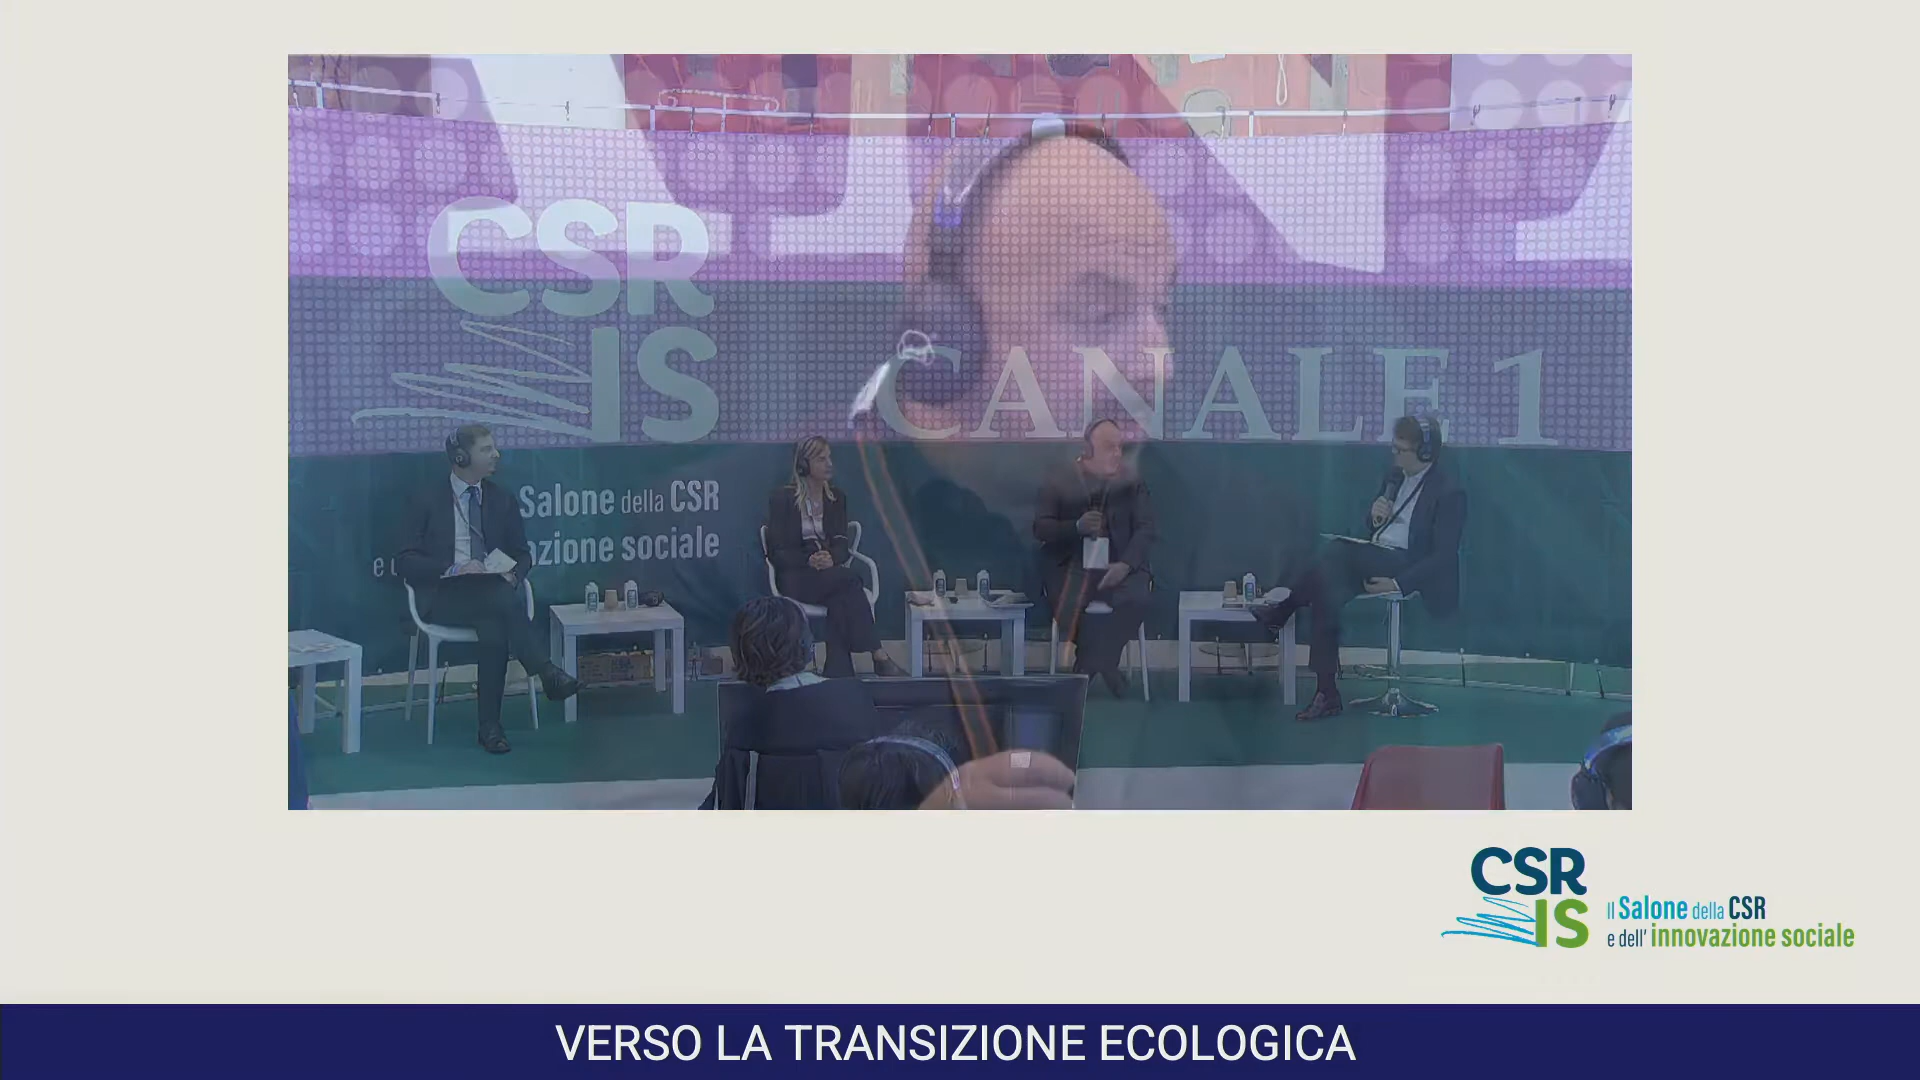 CSR
IS
CANALE 1
Salone della CSR
azione sociale
CSR
IS
Il Salone della CSR
e dell' innovazione sociale
VERSO LA TRANSIZIONE ECOLOGICA